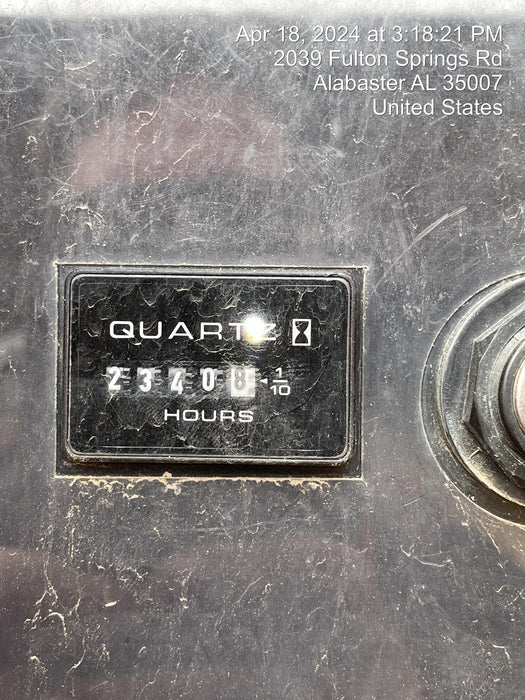 Apr 18, 2024 at 3:18:21 PM
2039 Fulton Springs Rd
Alabaster AL 35007
United States
QUARTZ
23408 1/10
HOURS